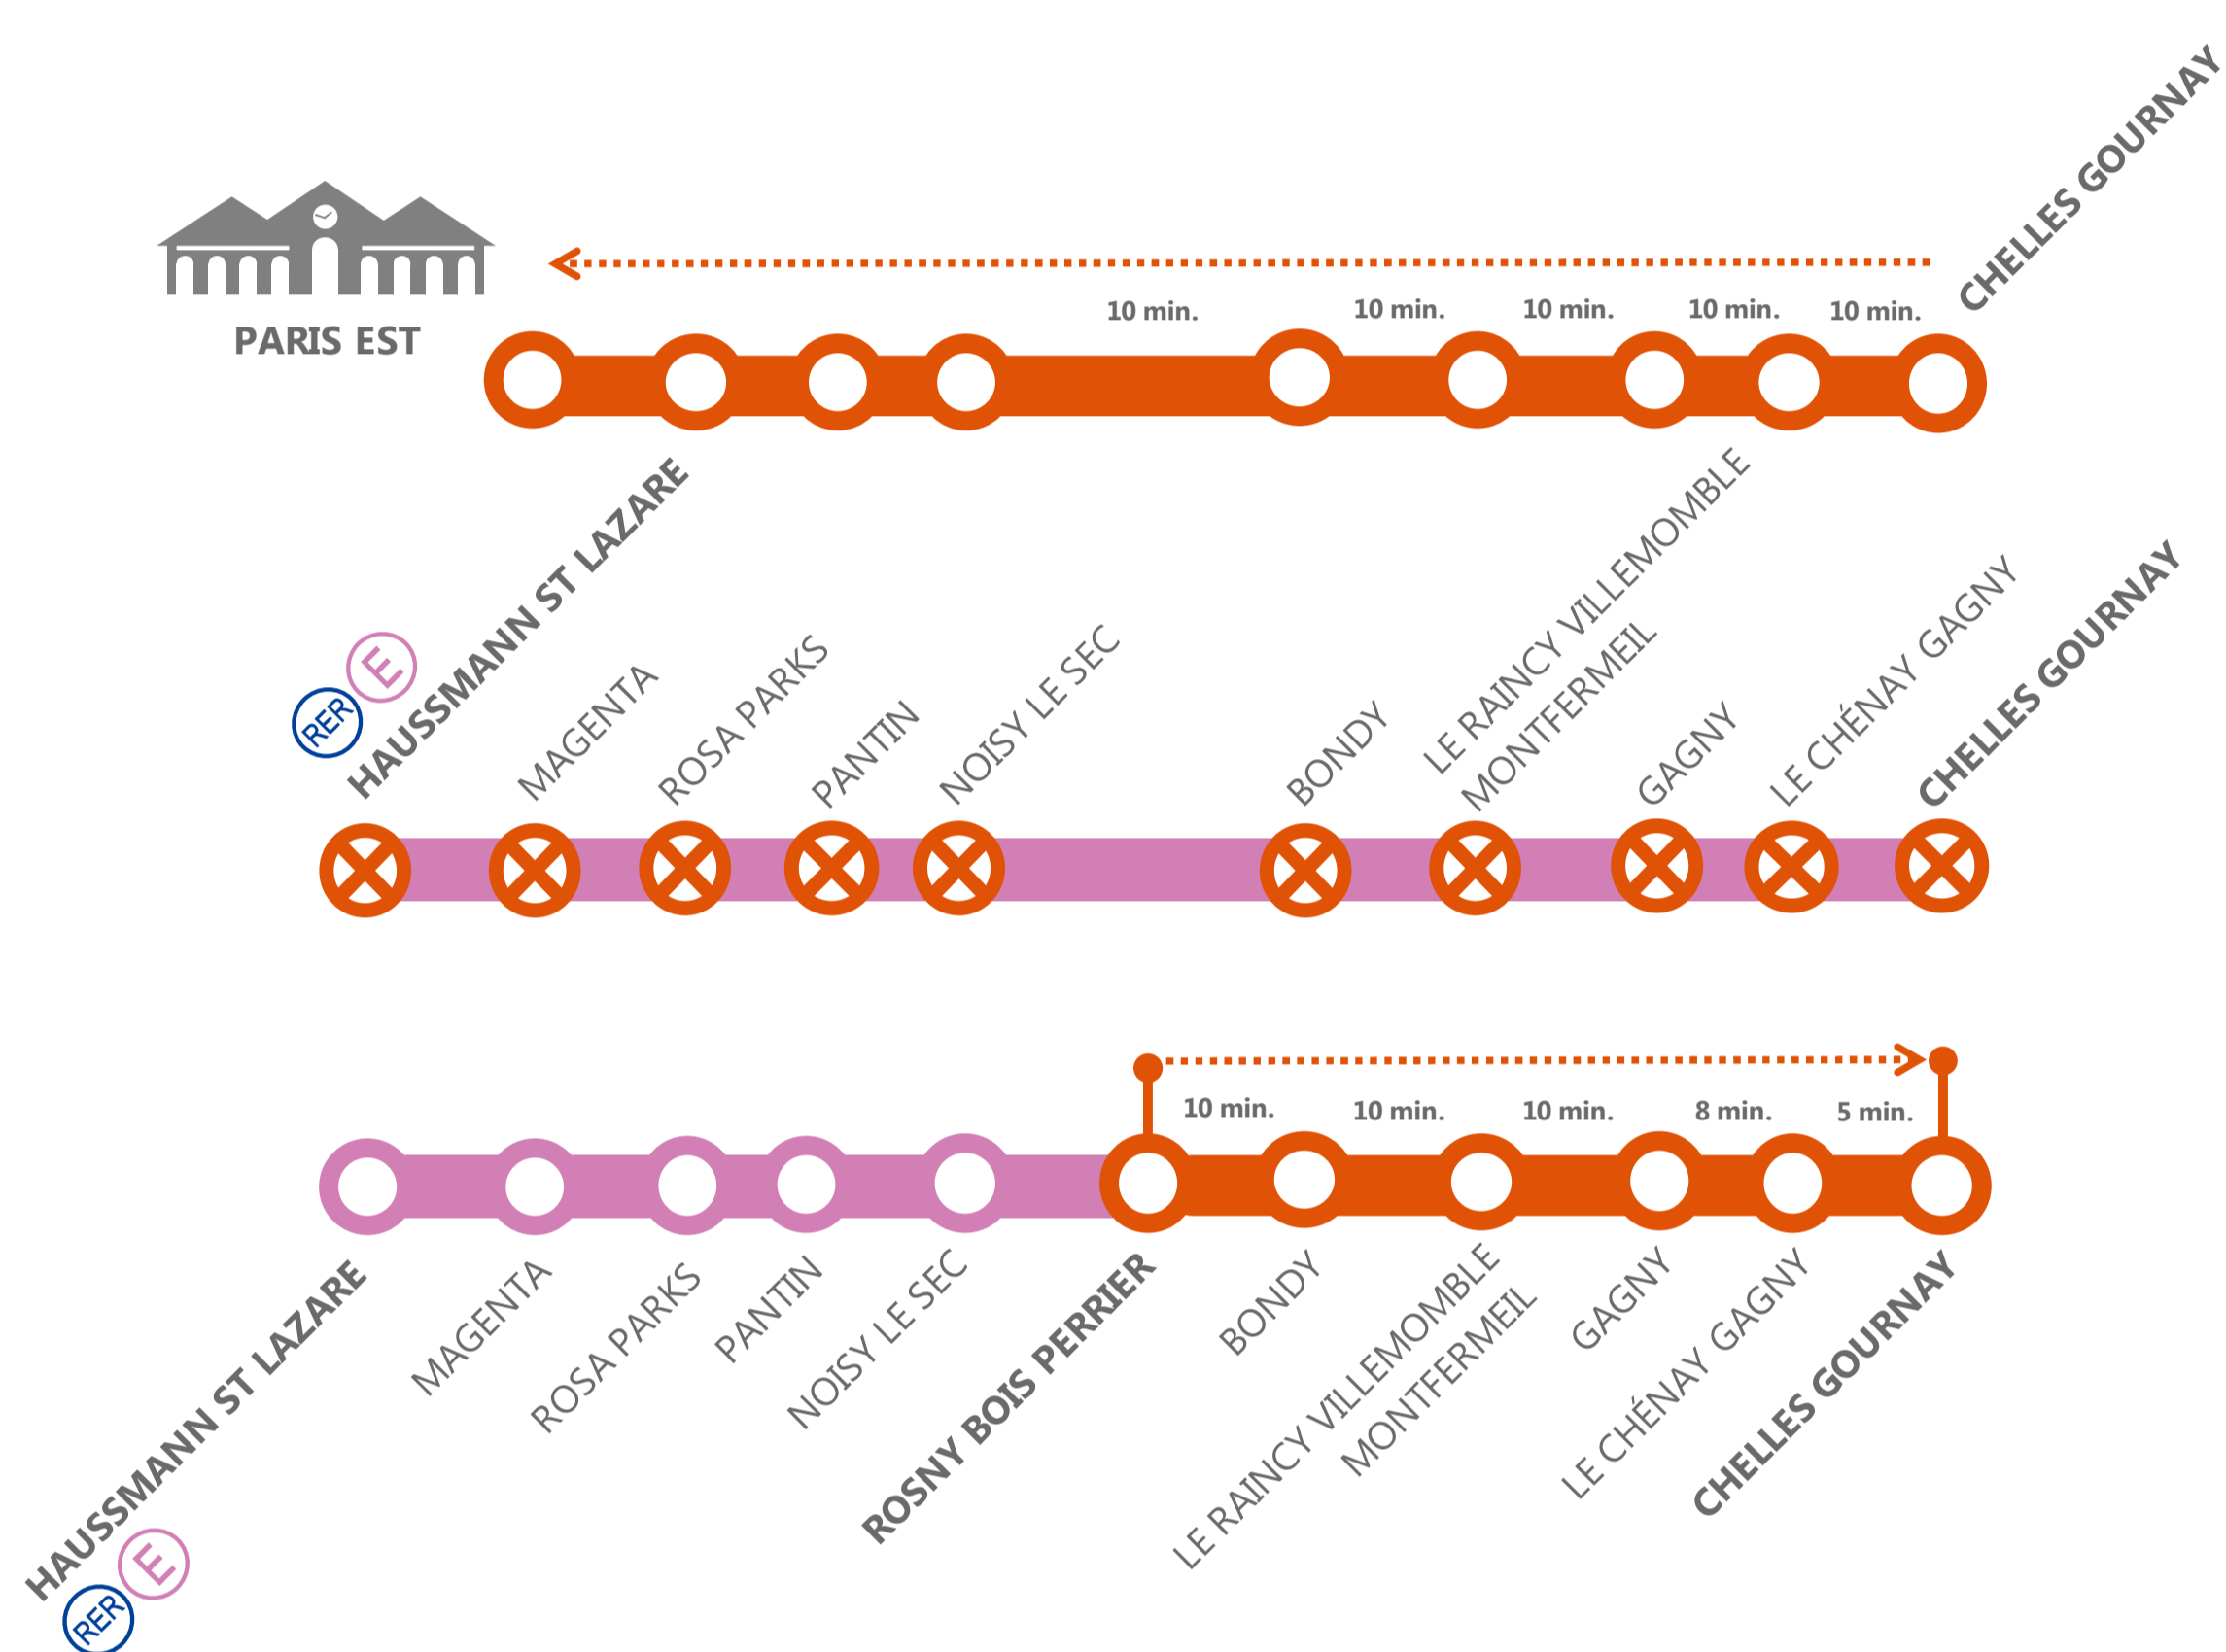 CHELLES GOURNAY
PARIS EST
10 min.
10 min.
10 min.
10 min.
10 min.
RER
E
HAUSSMANN ST LAZARE
MAGENTA
ROSA PARKS
PANTIN
NOISY LE SEC
BONDY
LE RAINCY VILLEMOMBLE
MONTFERMEIL
GAGNY
LE CHÉNAY GAGNY
CHELLES GOURNAY
10 min.
10 min.
10 min.
8 min.
5 min.
HAUSSMANN ST LAZARE
RER
E
MAGENTA
ROSA PARKS
PANTIN
NOISY LE SEC
ROSNY BOIS PERRIER
BONDY
LE RAINCY VILLEMOMBLE
MONTFERMEIL
GAGNY
LE CHÉNAY GAGNY
CHELLES GOURNAY